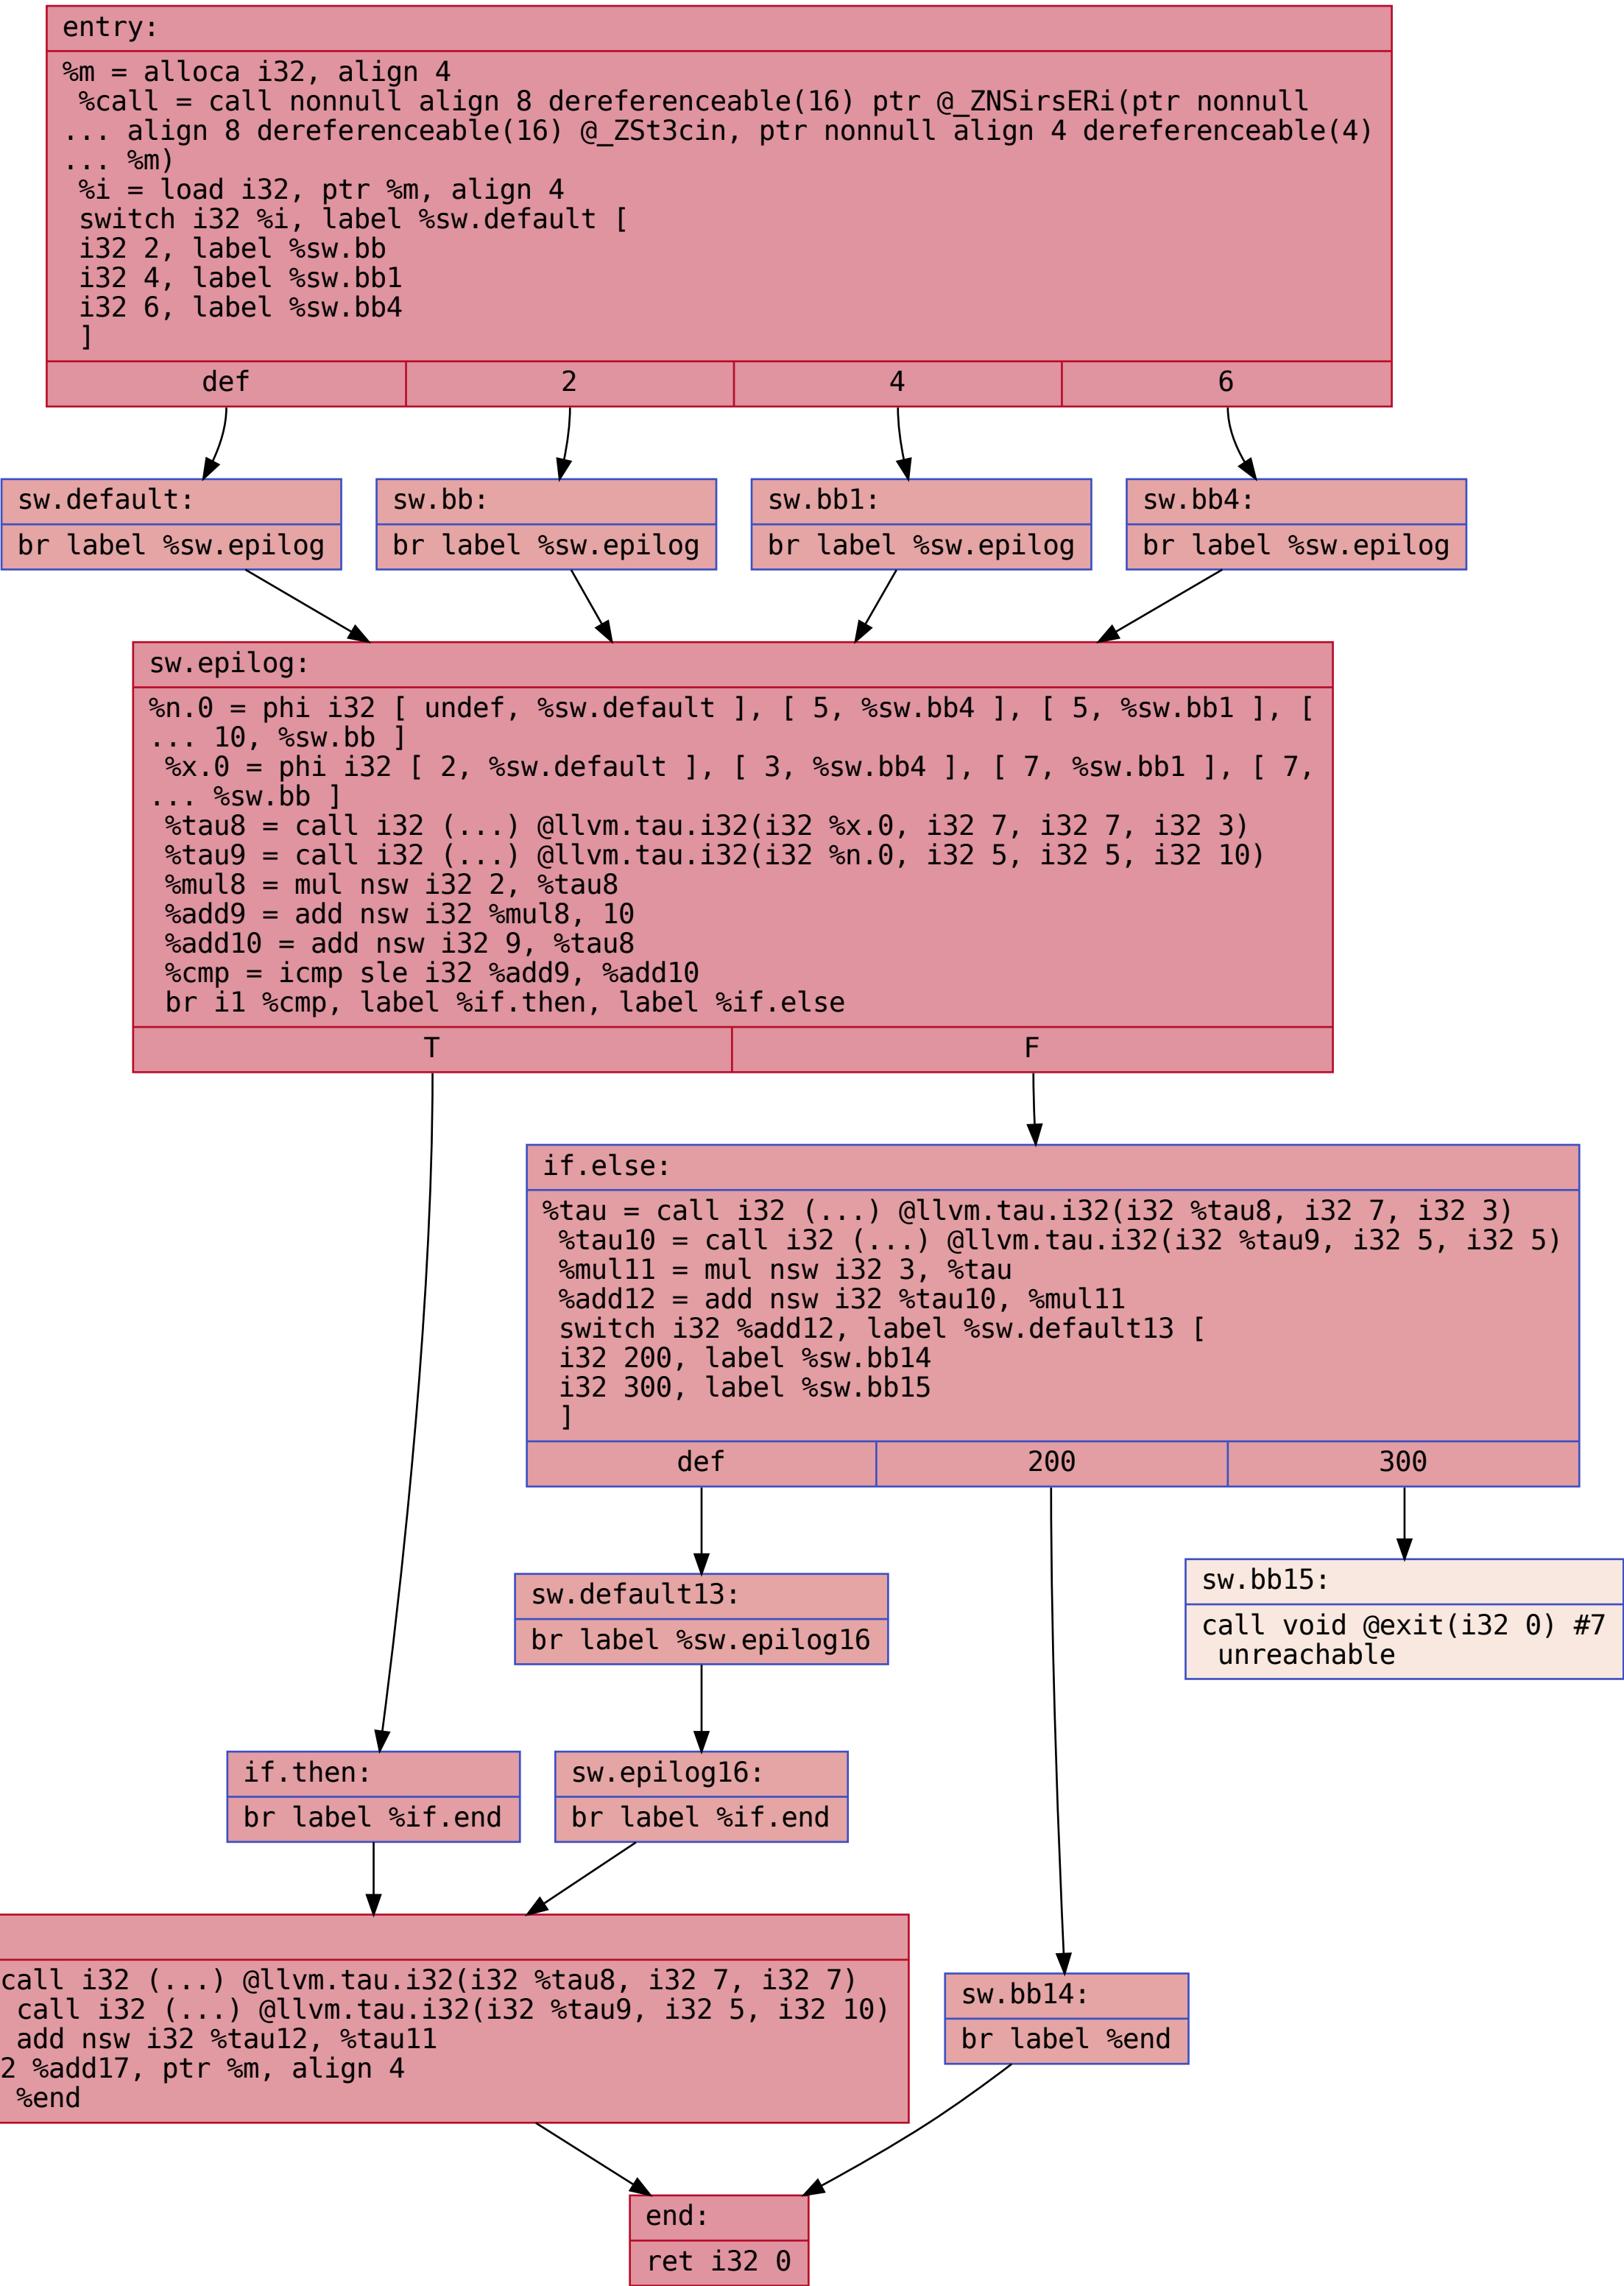 entry:
%m = alloca i32, align 4
%call = call nonnull align 8 dereferenceable(16) ptr @_ZNSirsERi(ptr nonnull
... align 8 dereferenceable(16) @_ZSt3cin, ptr nonnull align 4 dereferenceable(4)
... %m)
%i = load i32, ptr %m, align 4
switch i32 %i, label %sw.default [
i32 2, label %sw.bb
i32 4, label %sw.bb1
i32 6, label %sw.bb4
]
def 2 4 6
sw.default: sw.bb: sw.bb1: sw.bb4:
br label %sw.epilog br label %sw.epilog br label %sw.epilog br label %sw.epilog
sw.epilog:
%n.0 = phi i32 [ undef, %sw.default ], [ 5, %sw.bb4 ], [ 5, %sw.bb1 ], [
... 10, %sw.bb ]
%x.0 = phi i32 [ 2, %sw.default ], [ 3, %sw.bb4 ], [ 7, %sw.bb1 ], [ 7,
... %sw.bb ]
%tau8 = call i32 (...) @llvm.tau.i32(i32 %x.0, i32 7, i32 7, i32 3)
%tau9 = call i32 (...) @llvm.tau.i32(i32 %n.0, i32 5, i32 5, i32 10)
%mul8 = mul nsw i32 2, %tau8
%add9 = add nsw i32 %mul8, 10
%add10 = add nsw i32 9, %tau8
%cmp = icmp sle i32 %add9, %add10
br i1 %cmp, label %if.then, label %if.else
T F
if.else:
%tau = call i32 (...) @llvm.tau.i32(i32 %tau8, i32 7, i32 3)
%tau10 = call i32 (...) @llvm.tau.i32(i32 %tau9, i32 5, i32 5)
%mul11 = mul nsw i32 3, %tau
%add12 = add nsw i32 %tau10, %mul11
switch i32 %add12, label %sw.default13 [
i32 200, label %sw.bb14
i32 300, label %sw.bb15
]
def 200 300
sw.bb15:
call void @exit(i32 0) #7
unreachable
sw.default13:
br label %sw.epilog16
if.then: sw.epilog16:
br label %if.end br label %if.end
call i32 (...) @llvm.tau.i32(i32 %tau8, i32 7, i32 7)
call i32 (...) @llvm.tau.i32(i32 %tau9, i32 5, i32 10)
add nsw i32 %tau12, %tau11
2 %add17, ptr %m, align 4
%end
sw.bb14:
br label %end
end:
ret i32 0